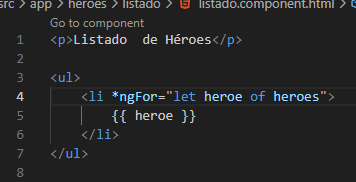 src > app > heroes > listado > listado.component.html >
Go to component
1 <p>Listado  de Héroes</p>
2
3 <ul>
4     <li *ngFor="let heroe of heroes">
5         {{ heroe }}
6     </li>
7 </ul>
8